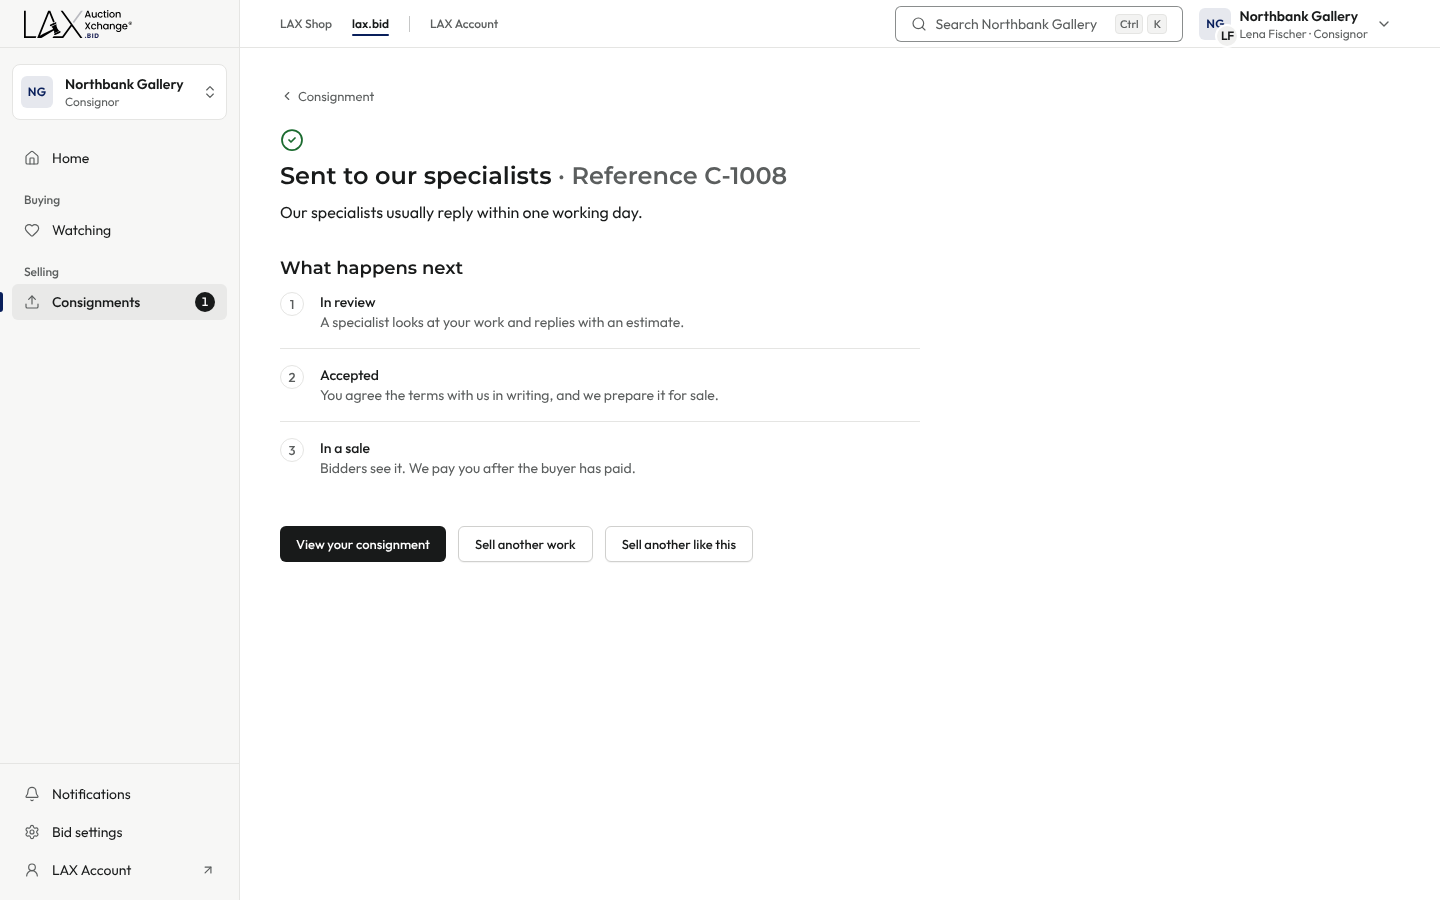 LAX Auction
Xchange®
.BID
LAX Shop
lax.bid
LAX Account
Search Northbank Gallery
Ctrl
K
NG
LF
Northbank Gallery
Lena Fischer · Consignor
NG
Northbank Gallery
Consignor
Home
Buying
Watching
Selling
Consignments
1
Notifications
Bid settings
LAX Account
Consignment
Sent to our specialists · Reference C-1008
Our specialists usually reply within one working day.
What happens next
1
In review
A specialist looks at your work and replies with an estimate.
2
Accepted
You agree the terms with us in writing, and we prepare it for sale.
3
In a sale
Bidders see it. We pay you after the buyer has paid.
View your consignment
Sell another work
Sell another like this